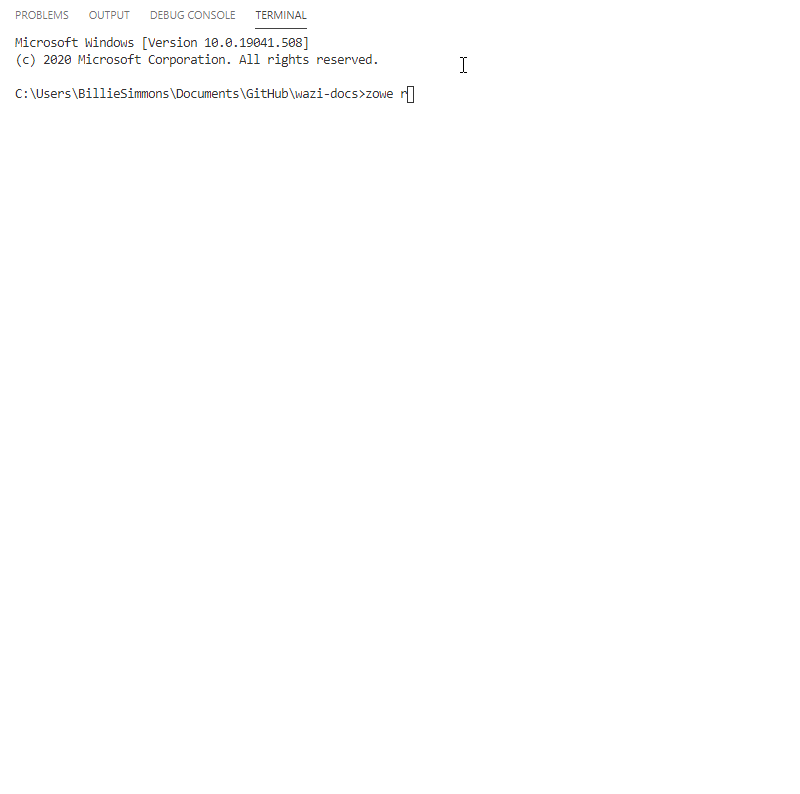 PROBLEMS OUTPUT DEBUG CONSOLE TERMINAL
Microsoft Windows [Version 10.0.19041.508]
(c) 2020 Microsoft Corporation. All rights reserved.
C:\Users\BillieSimmons\Documents\GitHub\wazi-docs>zowe r